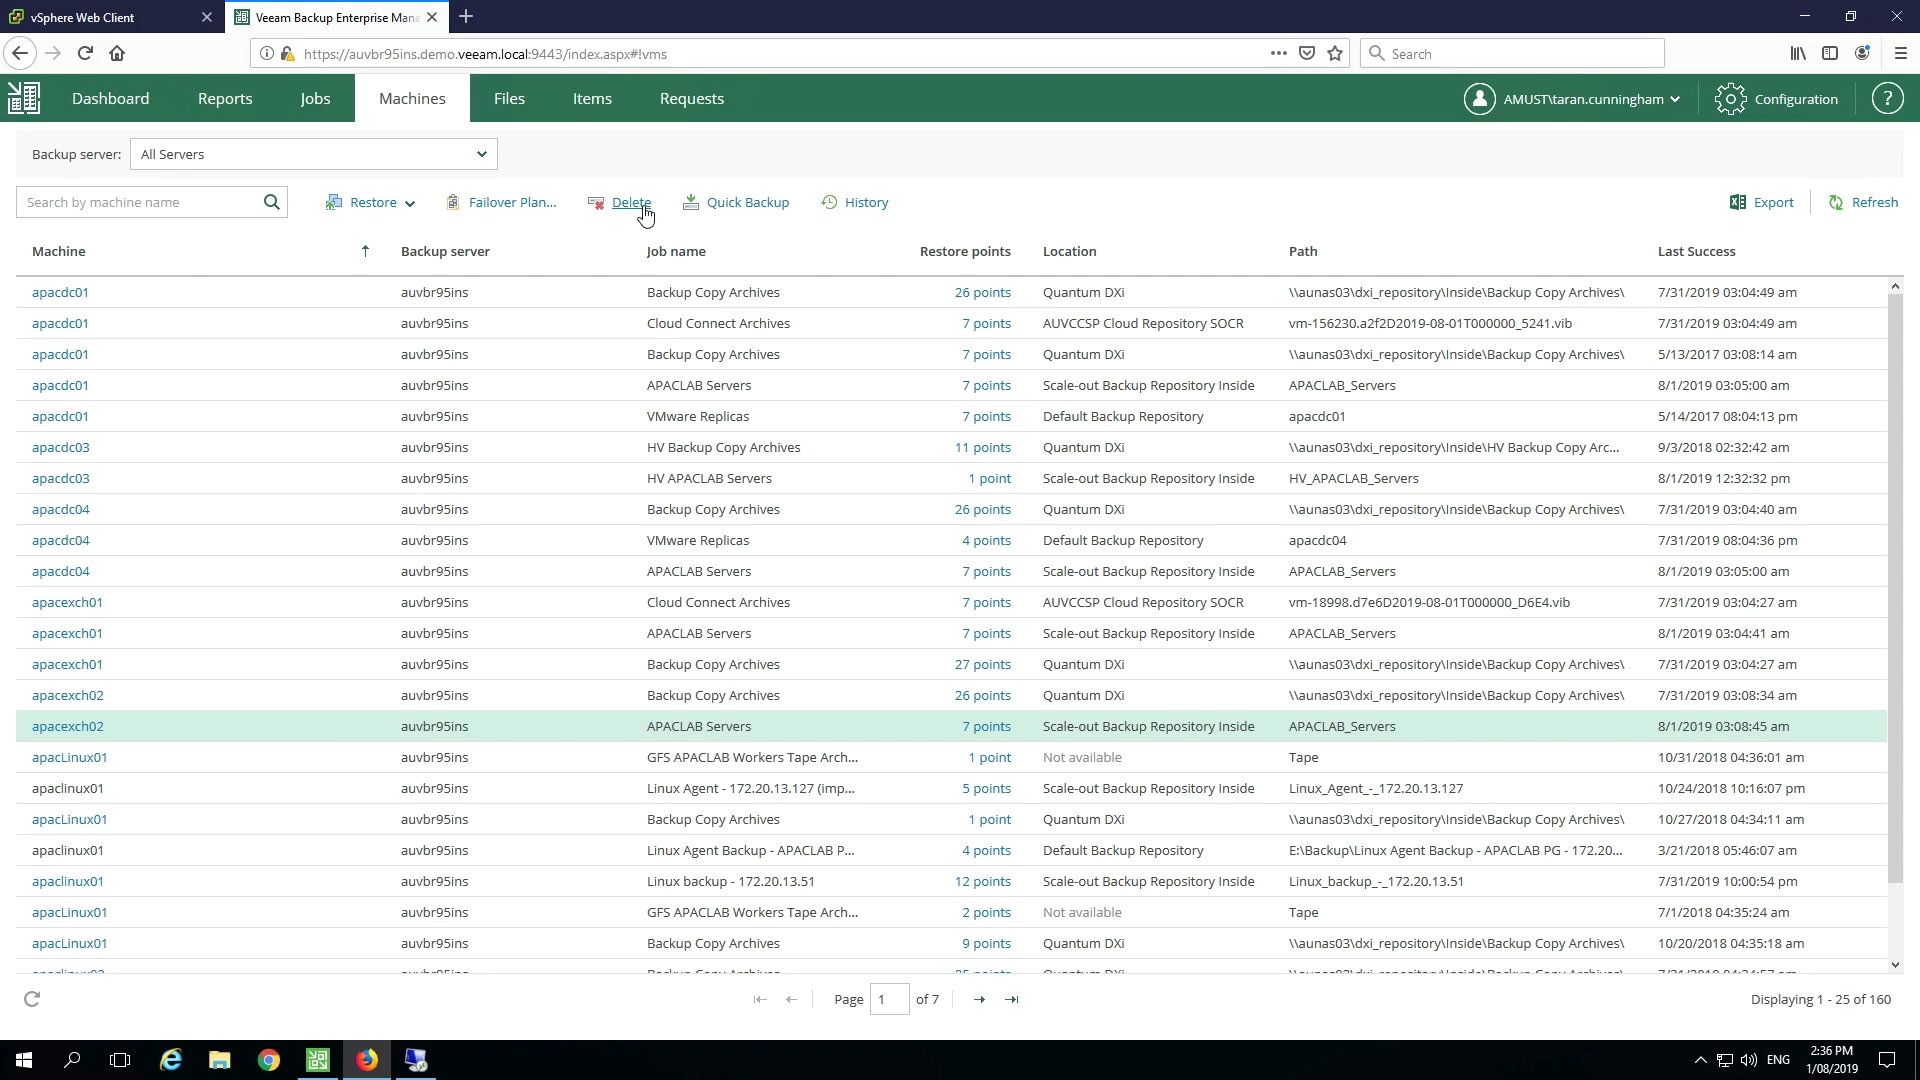 vSphere Web Client
Veeam Backup Enterprise Mana
https://auvbr95ins.demo.veeam.local:9443/index.aspx#!vms
Search
Dashboard Reports Jobs Machines Files Items Requests
AMUST\taran.cunningham Configuration ?
Backup server: All Servers
Search by machine name Restore Failover Plan... Delete Quick Backup History Export Refresh
Machine Backup server Job name Restore points Location Path Last Success
apacdc01 auvbr95ins Backup Copy Archives 26 points Quantum DXi \\aunas03\dxi_repository\Inside\Backup Copy Archives\ 7/31/2019 03:04:49 am
apacdc01 auvbr95ins Cloud Connect Archives 7 points AUVCCSP Cloud Repository SOCR vm-156230.a2f2D2019-08-01T000000_5241.vib 7/31/2019 03:04:49 am
apacdc01 auvbr95ins Backup Copy Archives 7 points Quantum DXi \\aunas03\dxi_repository\Inside\Backup Copy Archives\ 5/13/2017 03:08:14 am
apacdc01 auvbr95ins APACLAB Servers 7 points Scale-out Backup Repository Inside APACLAB_Servers 8/1/2019 03:05:00 am
apacdc01 auvbr95ins VMware Replicas 7 points Default Backup Repository apacdc01 5/14/2017 08:04:13 pm
apacdc03 auvbr95ins HV Backup Copy Archives 11 points Quantum DXi \\aunas03\dxi_repository\Inside\HV Backup Copy Arc... 9/3/2018 02:32:42 am
apacdc03 auvbr95ins HV APACLAB Servers 1 point Scale-out Backup Repository Inside HV_APACLAB_Servers 8/1/2019 12:32:32 pm
apacdc04 auvbr95ins Backup Copy Archives 26 points Quantum DXi \\aunas03\dxi_repository\Inside\Backup Copy Archives\ 7/31/2019 03:04:40 am
apacdc04 auvbr95ins VMware Replicas 4 points Default Backup Repository apacdc04 7/31/2019 08:04:36 pm
apacdc04 auvbr95ins APACLAB Servers 7 points Scale-out Backup Repository Inside APACLAB_Servers 8/1/2019 03:05:00 am
apacexch01 auvbr95ins Cloud Connect Archives 7 points AUVCCSP Cloud Repository SOCR vm-18998.d7e6D2019-08-01T000000_D6E4.vib 7/31/2019 03:04:27 am
apacexch01 auvbr95ins APACLAB Servers 7 points Scale-out Backup Repository Inside APACLAB_Servers 8/1/2019 03:04:41 am
apacexch01 auvbr95ins Backup Copy Archives 27 points Quantum DXi \\aunas03\dxi_repository\Inside\Backup Copy Archives\ 7/31/2019 03:04:27 am
apacexch02 auvbr95ins Backup Copy Archives 26 points Quantum DXi \\aunas03\dxi_repository\Inside\Backup Copy Archives\ 7/31/2019 03:08:34 am
apacexch02 auvbr95ins APACLAB Servers 7 points Scale-out Backup Repository Inside APACLAB_Servers 8/1/2019 03:08:45 am
apacLinux01 auvbr95ins GFS APACLAB Workers Tape Arch... 1 point Not available Tape 10/31/2018 04:36:01 am
apaclinux01 auvbr95ins Linux Agent - 172.20.13.127 (imp... 5 points Scale-out Backup Repository Inside Linux_Agent_-_172.20.13.127 10/24/2018 10:16:07 pm
apacLinux01 auvbr95ins Backup Copy Archives 1 point Quantum DXi \\aunas03\dxi_repository\Inside\Backup Copy Archives\ 10/27/2018 04:34:11 am
apaclinux01 auvbr95ins Linux Agent Backup - APACLAB P... 4 points Default Backup Repository E:\Backup\Linux Agent Backup - APACLAB PG - 172.20... 3/21/2018 05:46:07 am
apaclinux01 auvbr95ins Linux backup - 172.20.13.51 12 points Scale-out Backup Repository Inside Linux_backup_-_172.20.13.51 7/31/2019 10:00:54 pm
apacLinux01 auvbr95ins GFS APACLAB Workers Tape Arch... 2 points Not available Tape 7/1/2018 04:35:24 am
apacLinux01 auvbr95ins Backup Copy Archives 9 points Quantum DXi \\aunas03\dxi_repository\Inside\Backup Copy Archives\ 10/20/2018 04:35:18 am
Page 1 of 7 Displaying 1 - 25 of 160
ENG 2:36 PM
1/08/2019